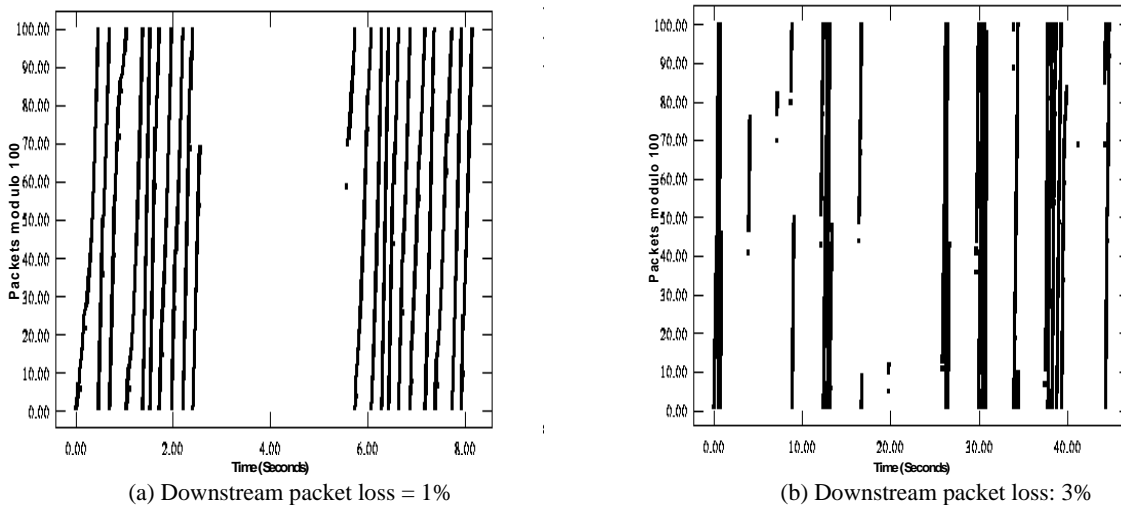 100.00
90.00
80.00
70.00
60.00
50.00
40.00
30.00
20.00
10.00
0.00
Packets modulo 100
0.00 2.00 4.00 6.00 8.00
Time (Seconds)
(a) Downstream packet loss = 1%
100.00
90.00
80.00
70.00
60.00
50.00
40.00
30.00
20.00
10.00
0.00
Packets modulo 100
0.00 10.00 20.00 30.00 40.00
Time (Seconds)
(b) Downstream packet loss: 3%